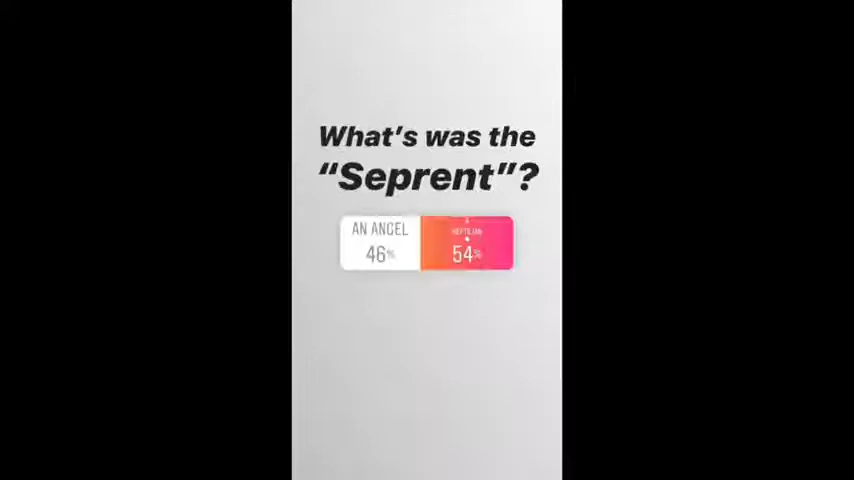 What's was the
“Seprent”?
AN ANGEL
REPTILIAN
46%
54%